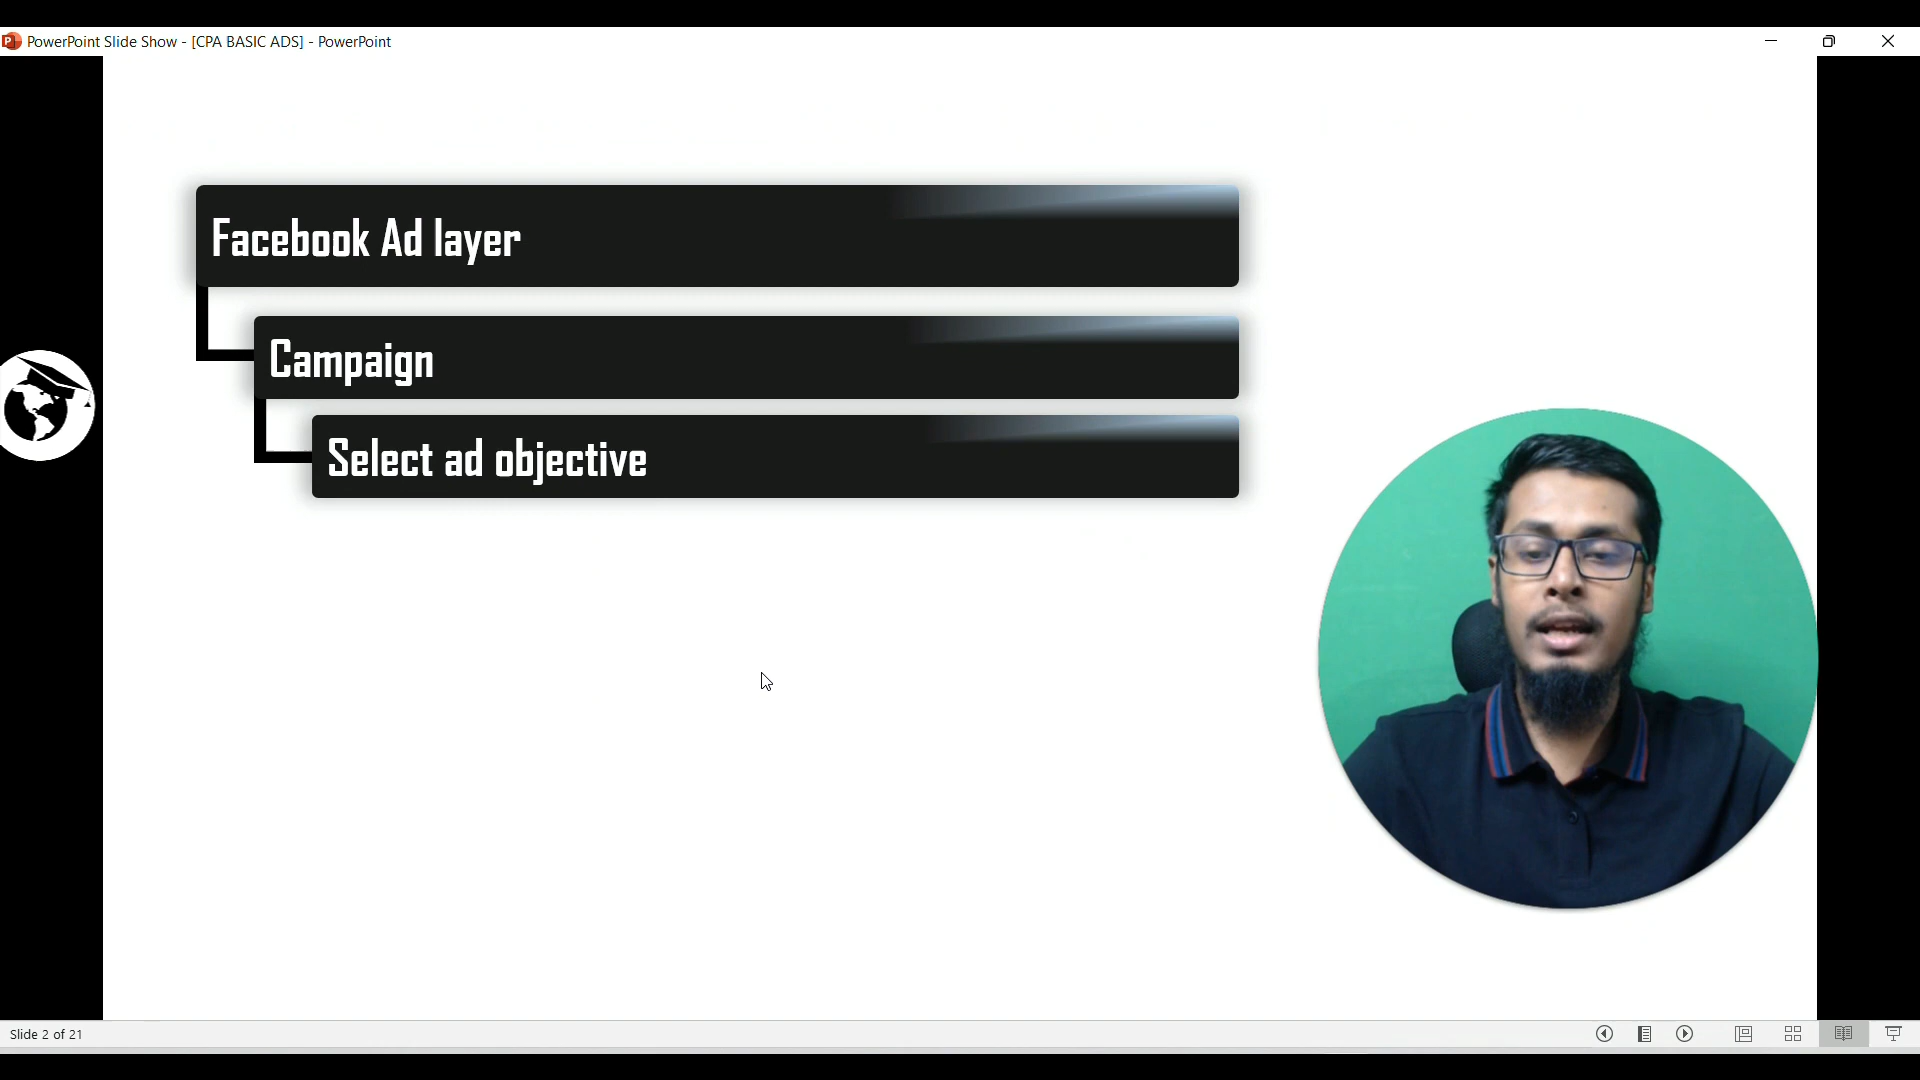 PowerPoint Slide Show - [CPA BASIC ADS] - PowerPoint
Facebook Ad layer
Campaign
Select ad objective
Slide 2 of 21